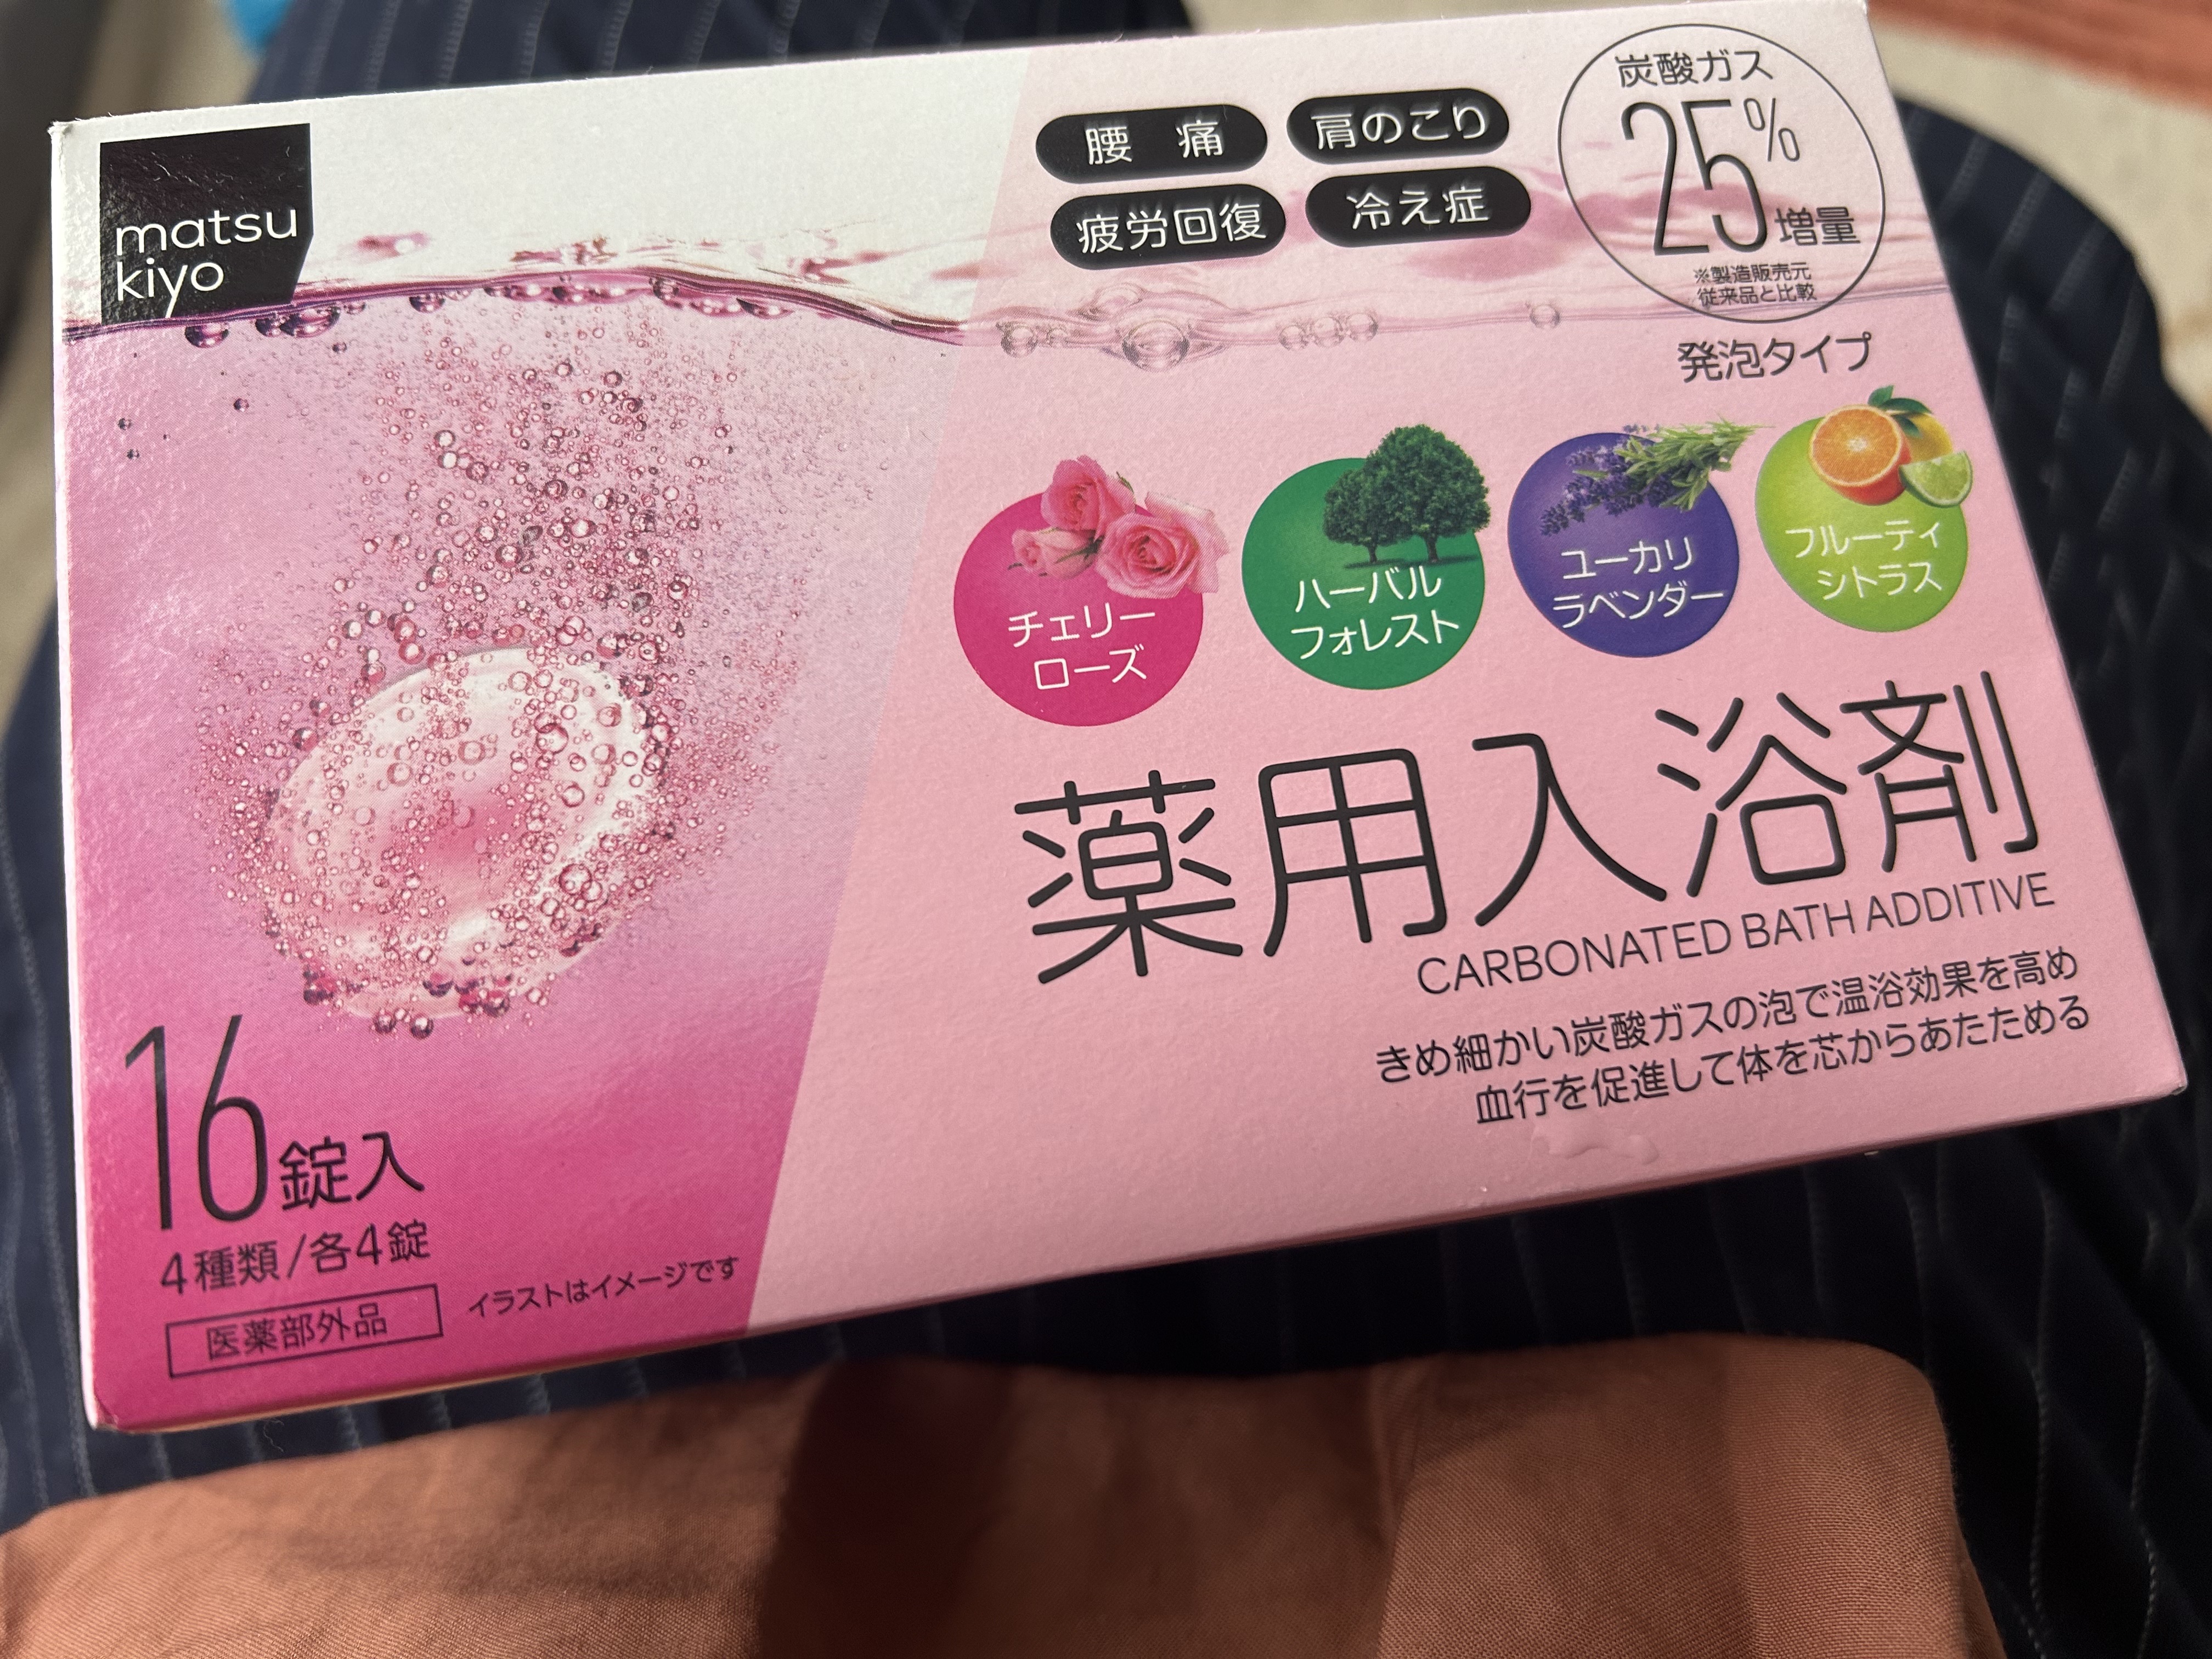 matsu
kiyo
腰 痛
肩のこり
疲労回復
冷え症
炭酸ガス
25%増量
※製造販売元
従来品と比較
発泡タイプ
チェリー
ローズ
ハーバル
フォレスト
ユーカリ
ラベンダー
フルーティ
シトラス
薬用入浴剤
CARBONATED BATH ADDITIVE
きめ細かい炭酸ガスの泡で温浴効果を高め
血行を促進して体を芯からあたためる
16錠入
4種類/各4錠
医薬部外品
イラストはイメージです